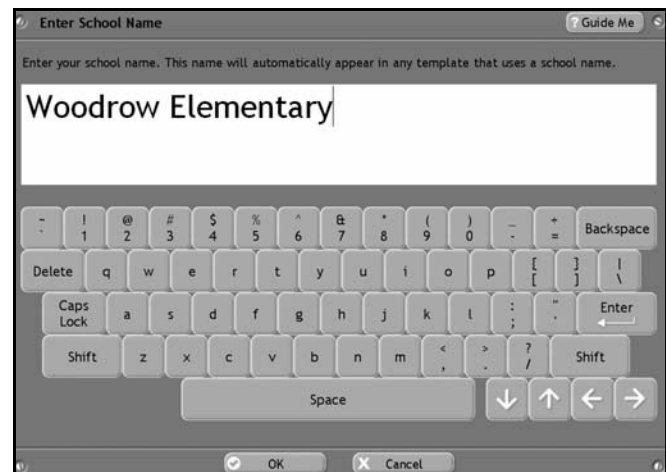 Enter School Name
? Guide Me
Enter your school name. This name will automatically appear in any template that uses a school name.
Woodrow Elementary
~ ! @ # $ % ^ & * ( ) _ +
` 1 2 3 4 5 6 7 8 9 0 - = Backspace
Delete q w e r t y u i o p { } |
[ ] \
Caps Lock a s d f g h j k l : " Enter
; '
Shift z x c v b n m < > ? Shift
, . /
Space
OK Cancel